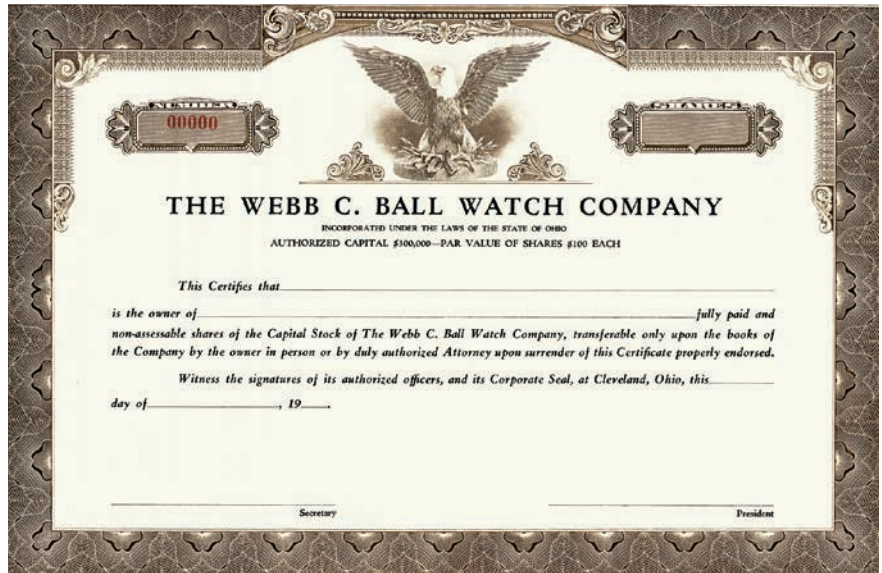 NUMBER
00000
SHARES
THE WEBB C. BALL WATCH COMPANY
INCORPORATED UNDER THE LAWS OF THE STATE OF OHIO
AUTHORIZED CAPITAL $300,000—PAR VALUE OF SHARES $100 EACH
This Certifies that
is the owner of fully paid and
non-assessable shares of the Capital Stock of The Webb C. Ball Watch Company, transferable only upon the books of
the Company by the owner in person or by duly authorized Attorney upon surrender of this Certificate properly endorsed.
Witness the signatures of its authorized officers, and its Corporate Seal, at Cleveland, Ohio, this
day of , 19 .
Secretary President